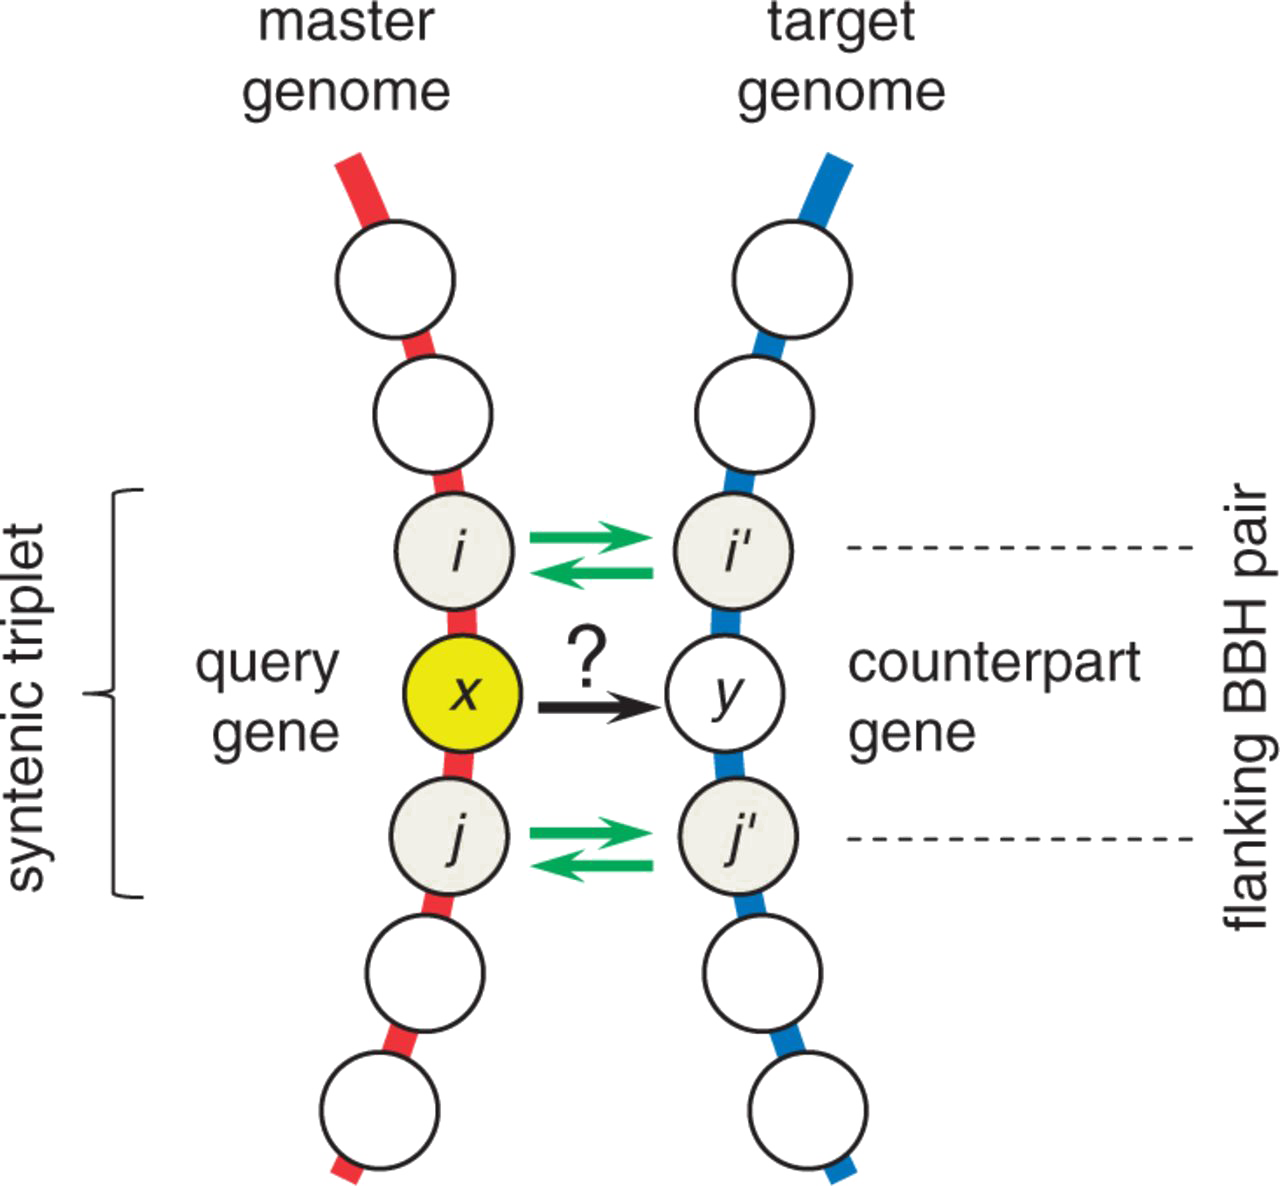 master
genome
target
genome
syntenic triplet
i
i'
query
gene
x
?
y
counterpart
gene
j
j'
flanking BBH pair